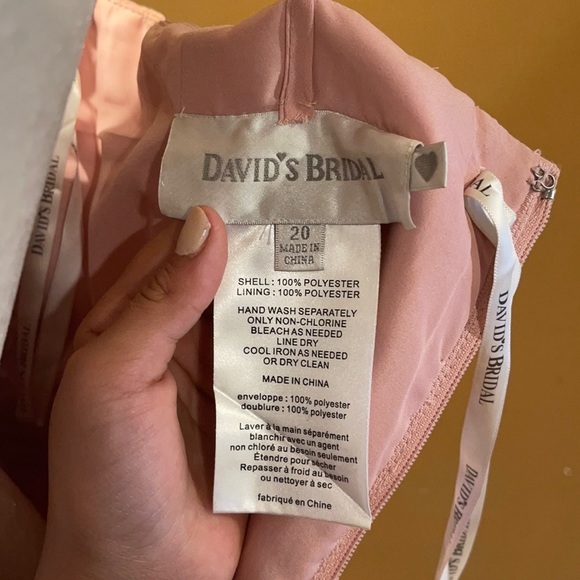 DAVID'S BRIDAL
20
MADE IN
CHINA
SHELL : 100% POLYESTER
LINING : 100% POLYESTER
HAND WASH SEPARATELY
ONLY NON-CHLORINE
BLEACH AS NEEDED
LINE DRY
COOL IRON AS NEEDED
OR DRY CLEAN
MADE IN CHINA
enveloppe : 100% polyester
doublure : 100% polyester
Laver à la main séparément
blanchir avec un agent
non chloré au besoin seulement
Étendre pour sécher
Repasser à froid au besoin
ou nettoyer à sec
fabriqué en Chine
DAVID'S BRIDAL
AL
DAVID'S BRIDAL
DAVID'S BRIDAL